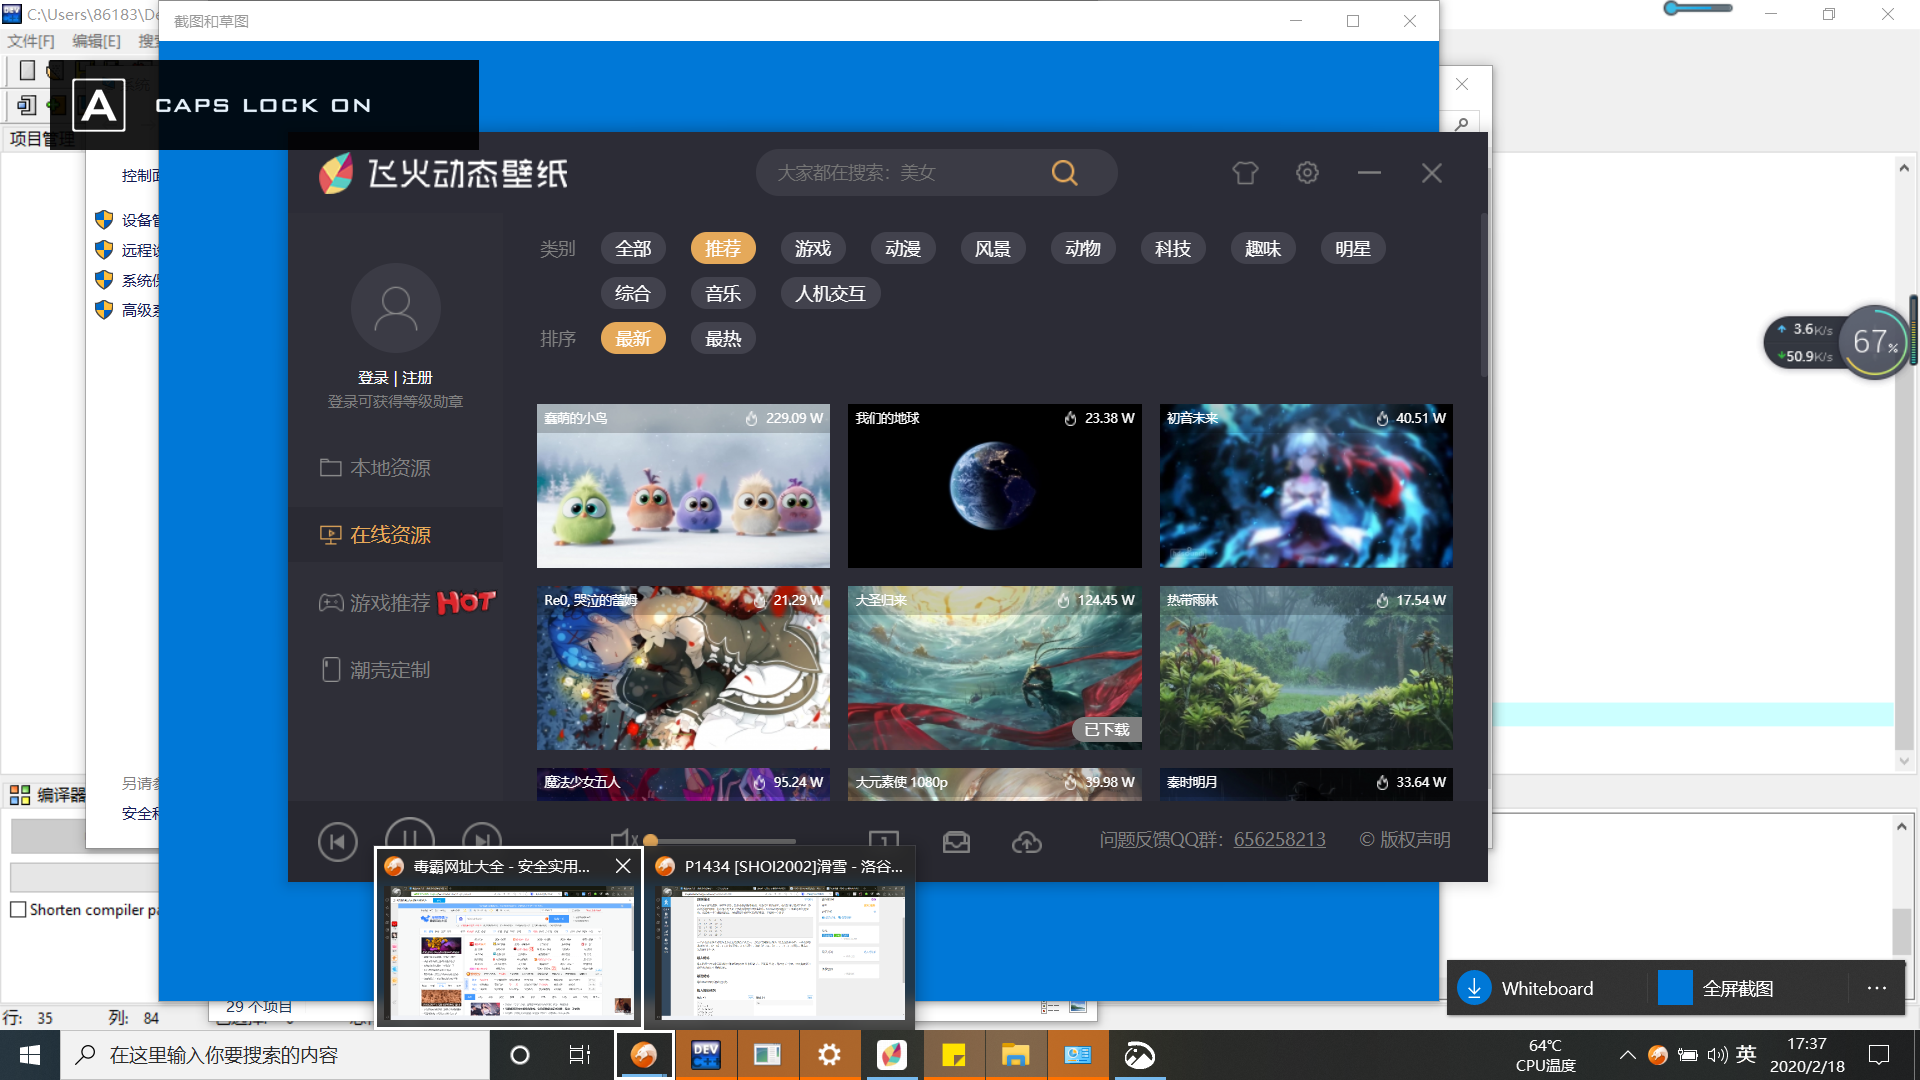 C:\Users\86183\De
截图和草图
文件[F] 编辑[E] 搜
A CAPS LOCK ON
项目管理
控制面
设备管
远程设
系统保
高级系
另请参
安全和
编译器
Shorten compiler pa
行: 35 列: 84
29 个项目
飞火动态壁纸
大家都在搜索：美女
登录 | 注册
登录可获得等级勋章
本地资源
在线资源
游戏推荐 HOT
潮壳定制
类别 全部 推荐 游戏 动漫 风景 动物 科技 趣味 明星
综合 音乐 人机交互
排序 最新 最热
蠢萌的小鸟 229.09 W
我们的地球 23.38 W
初音未来 40.51 W
Re0, 哭泣的蕾姆 21.29 W
大圣归来 124.45 W
已下载
热带雨林 17.54 W
魔法少女五人 95.24 W
大元素使 1080p 39.98 W
秦时明月 33.64 W
问题反馈QQ群：656258213 © 版权声明
毒霸网址大全 - 安全实用...
P1434 [SHOI2002]滑雪 - 洛谷...
3.6K/s
50.9K/s
67%
Whiteboard
全屏截图
在这里输入你要搜索的内容
DEV
64℃
CPU温度
英
17:37
2020/2/18